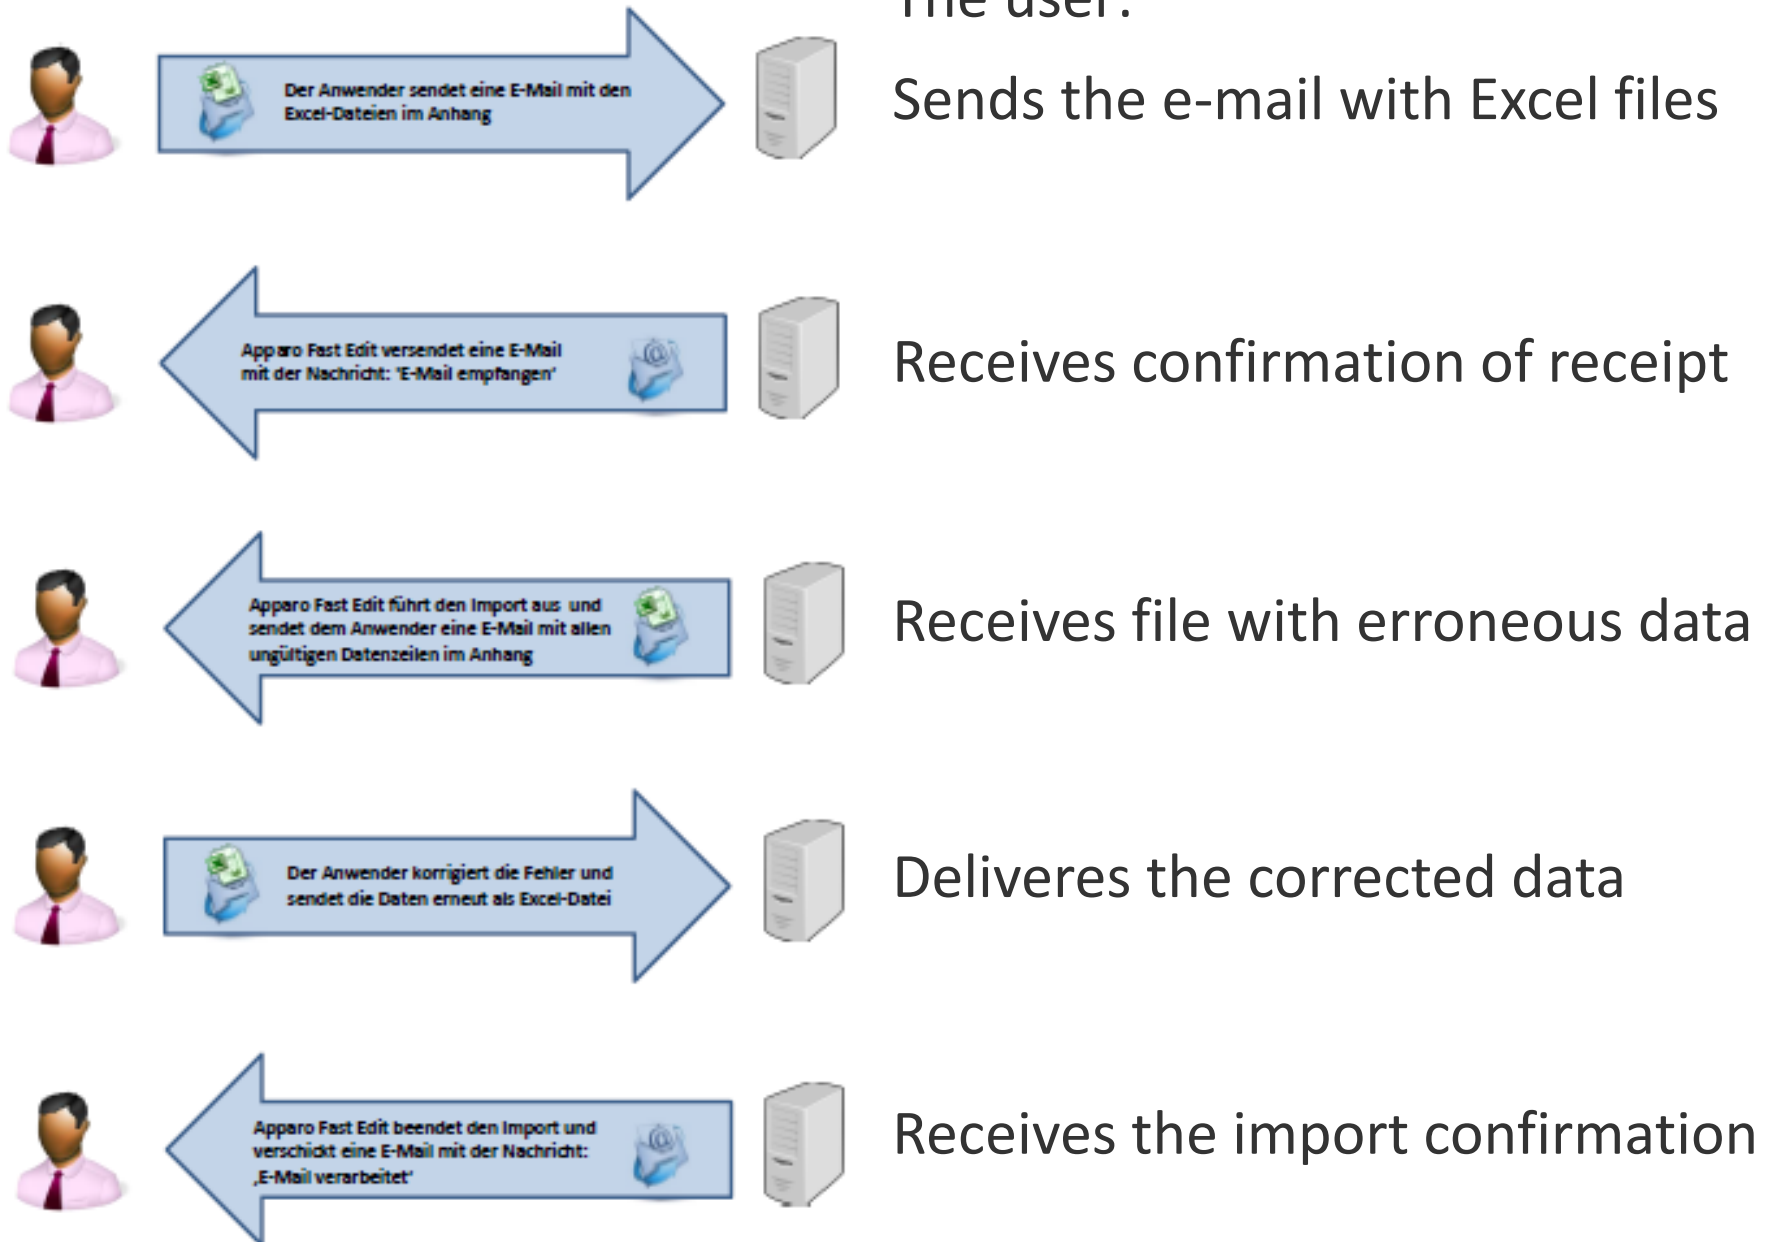 The user:
Der Anwender sendet eine E-Mail mit den
Excel-Dateien im Anhang
Sends the e-mail with Excel files
Apparo Fast Edit versendet eine E-Mail
mit der Nachricht: 'E-Mail empfangen'
Receives confirmation of receipt
Apparo Fast Edit führt den Import aus und
sendet dem Anwender eine E-Mail mit allen
ungültigen Datenzeilen im Anhang
Receives file with erroneous data
Der Anwender korrigiert die Fehler und
sendet die Daten erneut als Excel-Datei
Deliveres the corrected data
Apparo Fast Edit beendet den Import und
verschickt eine E-Mail mit der Nachricht:
‚E-Mail verarbeitet'
Receives the import confirmation